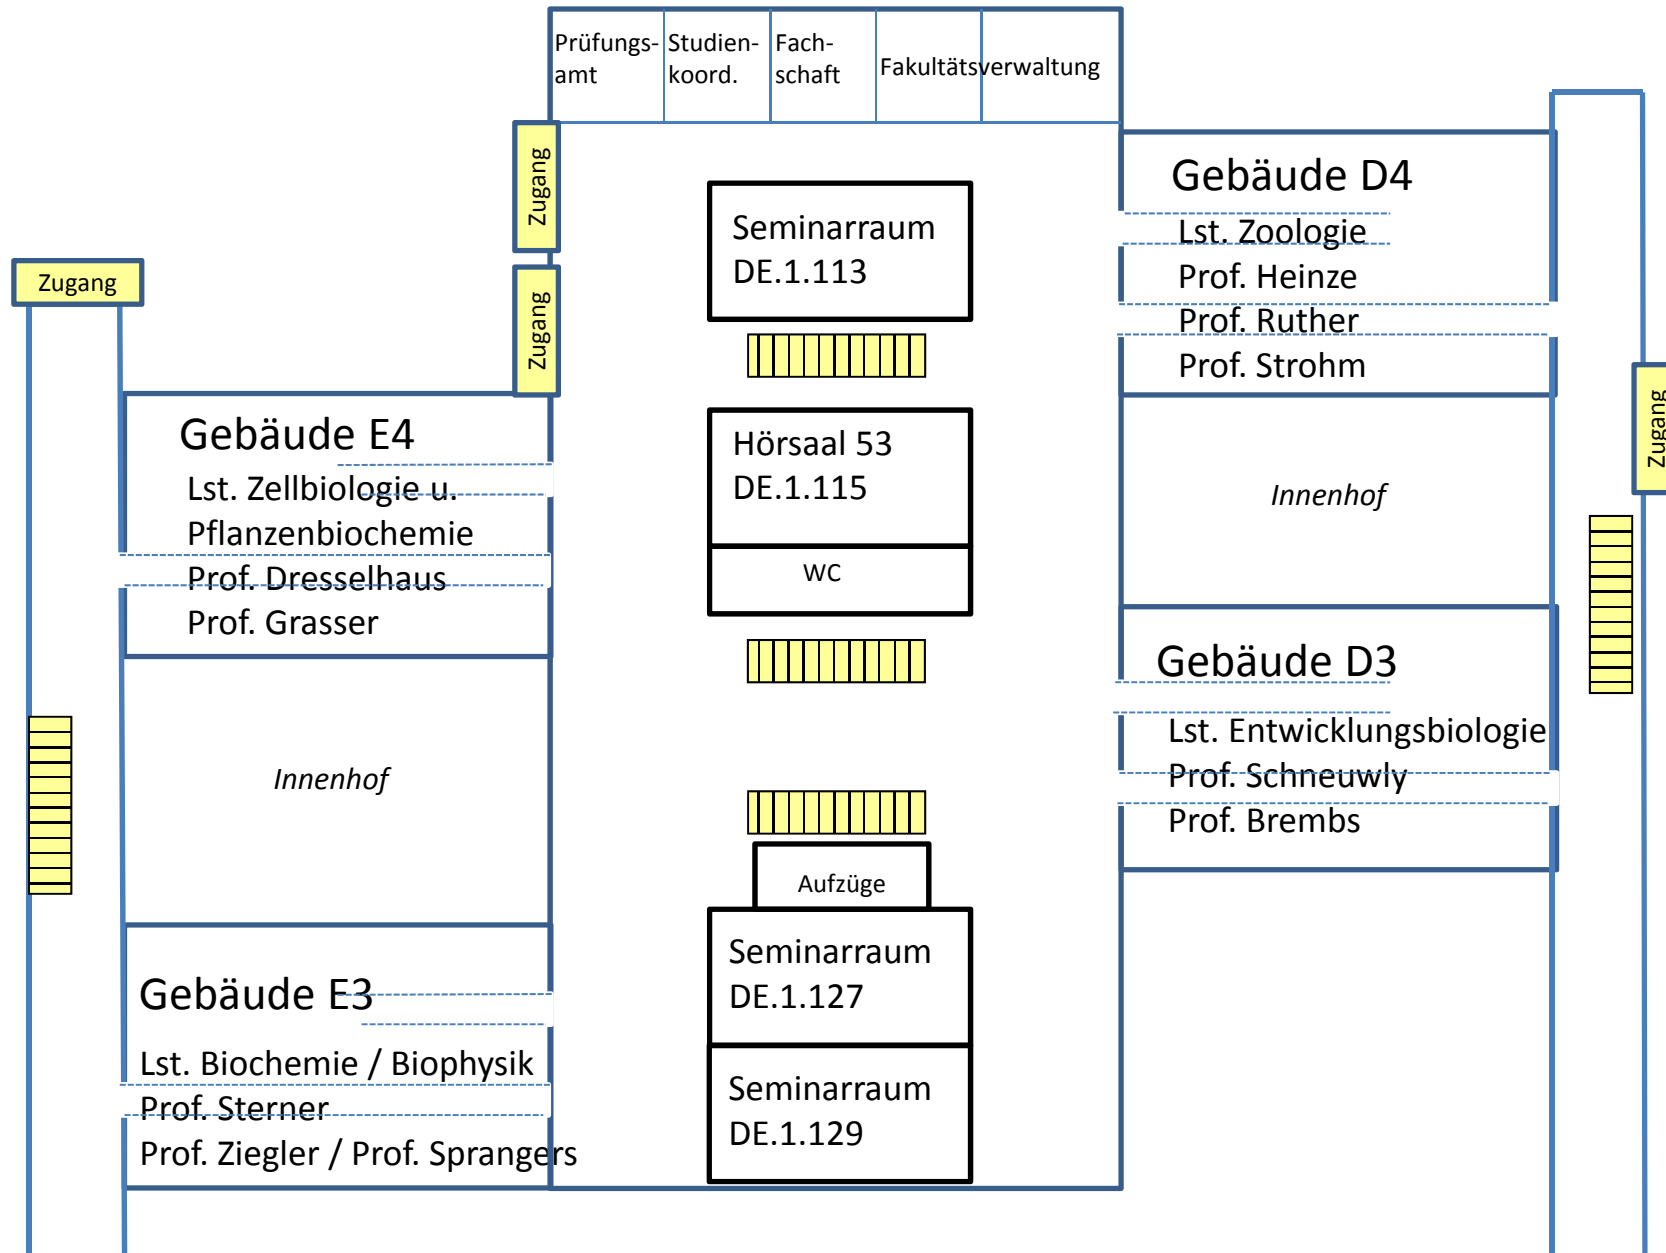 Prüfungs-
amt
Studien-
koord.
Fach-
schaft
Fakultätsverwaltung
Zugang
Zugang
Zugang
Zugang
Seminarraum
DE.1.113
Hörsaal 53
DE.1.115
WC
Aufzüge
Seminarraum
DE.1.127
Seminarraum
DE.1.129
Gebäude E4
Lst. Zellbiologie u.
Pflanzenbiochemie
Prof. Dresselhaus
Prof. Grasser
Innenhof
Gebäude E3
Lst. Biochemie / Biophysik
Prof. Sterner
Prof. Ziegler / Prof. Sprangers
Gebäude D4
Lst. Zoologie
Prof. Heinze
Prof. Ruther
Prof. Strohm
Innenhof
Gebäude D3
Lst. Entwicklungsbiologie
Prof. Schneuwly
Prof. Brembs